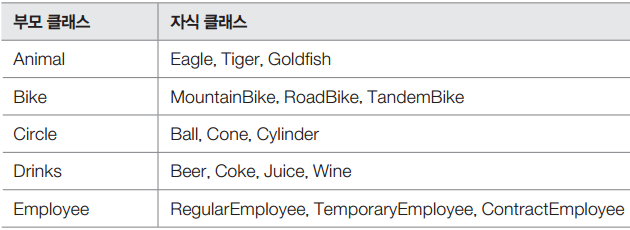 부모 클래스 자식 클래스
Animal Eagle, Tiger, Goldfish
Bike MountainBike, RoadBike, TandemBike
Circle Ball, Cone, Cylinder
Drinks Beer, Coke, Juice, Wine
Employee RegularEmployee, TemporaryEmployee, ContractEmployee